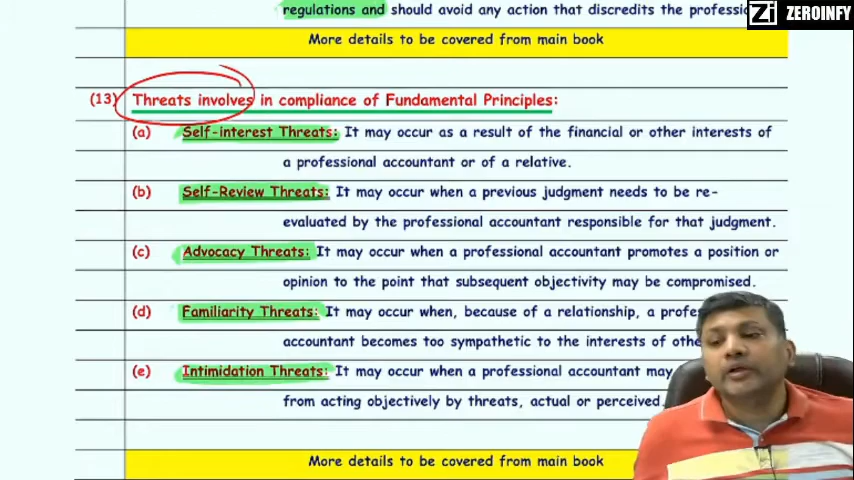 regulations and should avoid any action that discredits the professio
Zi ZEROINFY
More details to be covered from main book
(13) Threats involves in compliance of Fundamental Principles:
(a) Self-interest Threats: It may occur as a result of the financial or other interests of
a professional accountant or of a relative.
(b) Self-Review Threats: It may occur when a previous judgment needs to be re-
evaluated by the professional accountant responsible for that judgment.
(c) Advocacy Threats: It may occur when a professional accountant promotes a position or
opinion to the point that subsequent objectivity may be compromised.
(d) Familiarity Threats: It may occur when, because of a relationship, a profe
accountant becomes too sympathetic to the interests of othe
(e) Intimidation Threats: It may occur when a professional accountant may
from acting objectively by threats, actual or perceived.
More details to be covered from main book